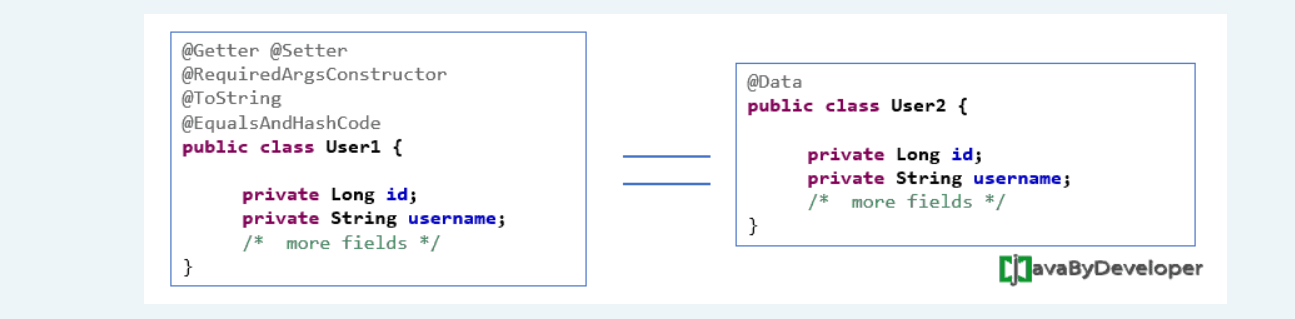 @Getter @Setter
@RequiredArgsConstructor
@ToString
@EqualsAndHashCode
public class User1 {
private Long id;
private String username;
/*  more fields */
}
@Data
public class User2 {
private Long id;
private String username;
/*  more fields */
}
JavaByDeveloper